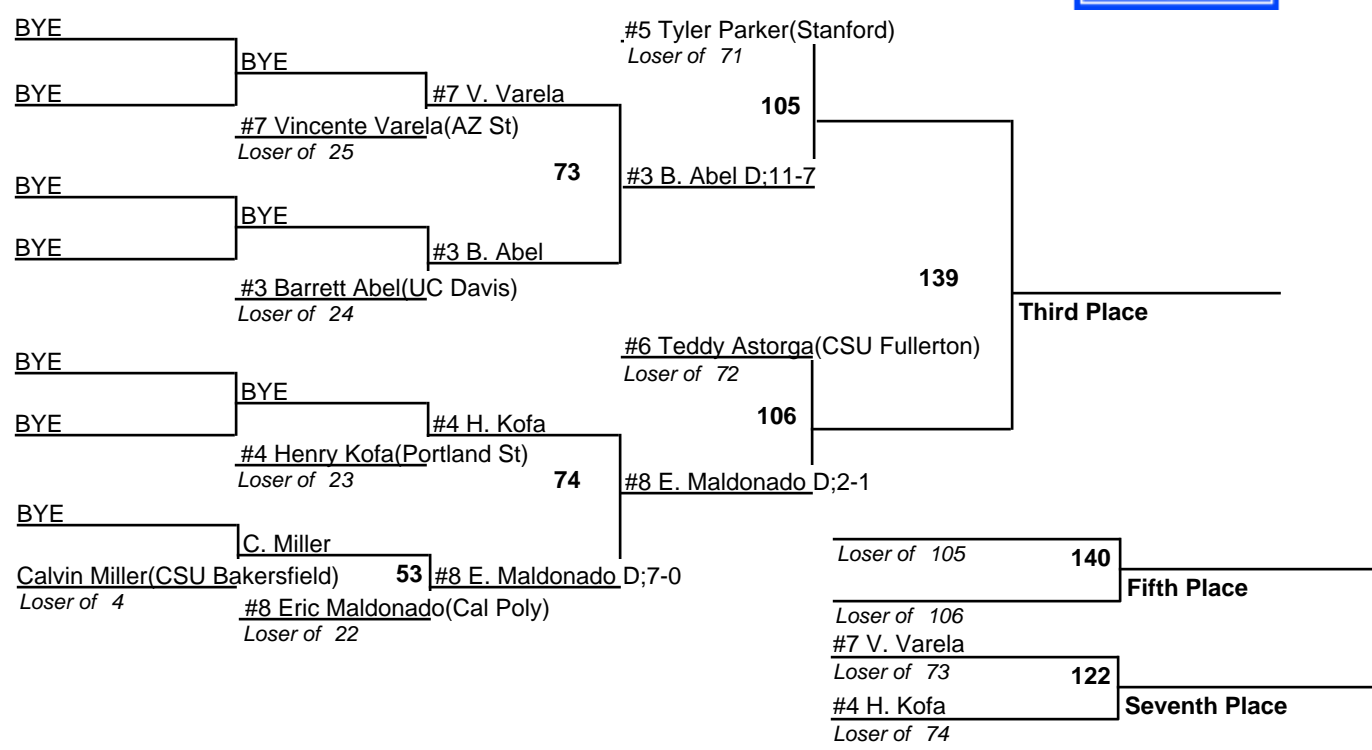 BYE
#5 Tyler Parker(Stanford)
Loser of 71
BYE
BYE
#7 V. Varela
105
#7 Vincente Varela(AZ St)
Loser of 25
73
#3 B. Abel D;11-7
BYE
BYE
BYE
#3 B. Abel
139
#3 Barrett Abel(UC Davis)
Loser of 24
Third Place
#6 Teddy Astorga(CSU Fullerton)
Loser of 72
BYE
BYE
106
BYE
#4 H. Kofa
#4 Henry Kofa(Portland St)
Loser of 23
74
#8 E. Maldonado D;2-1
BYE
C. Miller
Loser of 105
140
Calvin Miller(CSU Bakersfield)
Loser of 4
53
#8 E. Maldonado D;7-0
Fifth Place
#8 Eric Maldonado(Cal Poly)
Loser of 22
Loser of 106
#7 V. Varela
Loser of 73
122
#4 H. Kofa
Loser of 74
Seventh Place